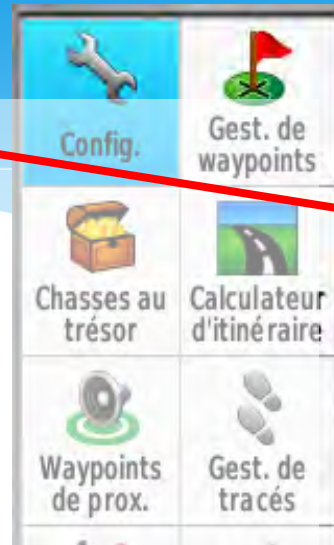 Config.
Gest. de
waypoints
Chasses au
trésor
Calculateur
d'itinéraire
Waypoints
de prox.
Gest. de
tracés